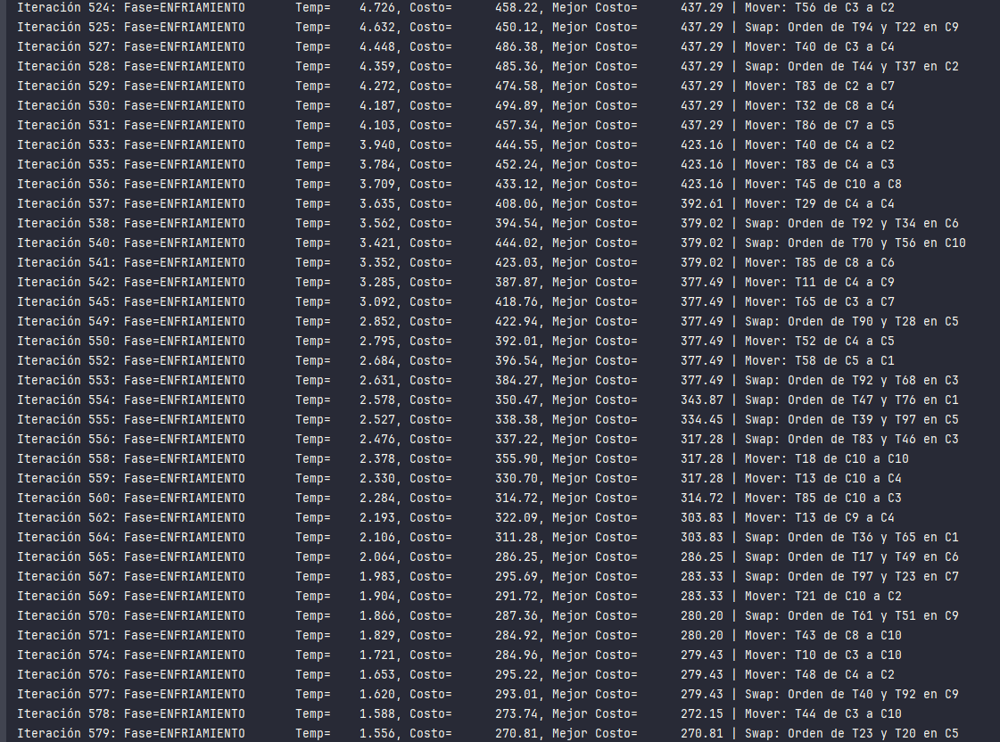 Iteración 524: Fase=ENFRIAMIENTO Temp= 4.726, Costo= 458.22, Mejor Costo= 437.29 | Mover: T56 de C3 a C2
Iteración 525: Fase=ENFRIAMIENTO Temp= 4.632, Costo= 450.12, Mejor Costo= 437.29 | Swap: Orden de T94 y T22 en C9
Iteración 527: Fase=ENFRIAMIENTO Temp= 4.448, Costo= 486.38, Mejor Costo= 437.29 | Mover: T40 de C3 a C4
Iteración 528: Fase=ENFRIAMIENTO Temp= 4.359, Costo= 485.36, Mejor Costo= 437.29 | Swap: Orden de T44 y T37 en C2
Iteración 529: Fase=ENFRIAMIENTO Temp= 4.272, Costo= 474.58, Mejor Costo= 437.29 | Mover: T83 de C2 a C7
Iteración 530: Fase=ENFRIAMIENTO Temp= 4.187, Costo= 494.89, Mejor Costo= 437.29 | Mover: T32 de C8 a C4
Iteración 531: Fase=ENFRIAMIENTO Temp= 4.103, Costo= 457.34, Mejor Costo= 437.29 | Mover: T86 de C7 a C5
Iteración 533: Fase=ENFRIAMIENTO Temp= 3.940, Costo= 444.55, Mejor Costo= 423.16 | Mover: T40 de C4 a C2
Iteración 535: Fase=ENFRIAMIENTO Temp= 3.784, Costo= 452.24, Mejor Costo= 423.16 | Mover: T83 de C4 a C3
Iteración 536: Fase=ENFRIAMIENTO Temp= 3.709, Costo= 433.12, Mejor Costo= 423.16 | Mover: T45 de C10 a C8
Iteración 537: Fase=ENFRIAMIENTO Temp= 3.635, Costo= 408.06, Mejor Costo= 392.61 | Mover: T29 de C4 a C4
Iteración 538: Fase=ENFRIAMIENTO Temp= 3.562, Costo= 394.54, Mejor Costo= 379.02 | Swap: Orden de T92 y T34 en C6
Iteración 540: Fase=ENFRIAMIENTO Temp= 3.421, Costo= 444.02, Mejor Costo= 379.02 | Swap: Orden de T70 y T56 en C10
Iteración 541: Fase=ENFRIAMIENTO Temp= 3.352, Costo= 423.03, Mejor Costo= 379.02 | Mover: T85 de C8 a C6
Iteración 542: Fase=ENFRIAMIENTO Temp= 3.285, Costo= 387.87, Mejor Costo= 377.49 | Mover: T11 de C4 a C9
Iteración 545: Fase=ENFRIAMIENTO Temp= 3.092, Costo= 418.76, Mejor Costo= 377.49 | Mover: T65 de C3 a C7
Iteración 549: Fase=ENFRIAMIENTO Temp= 2.852, Costo= 422.94, Mejor Costo= 377.49 | Swap: Orden de T90 y T28 en C5
Iteración 550: Fase=ENFRIAMIENTO Temp= 2.795, Costo= 392.01, Mejor Costo= 377.49 | Mover: T52 de C4 a C5
Iteración 552: Fase=ENFRIAMIENTO Temp= 2.684, Costo= 396.54, Mejor Costo= 377.49 | Mover: T58 de C5 a C1
Iteración 553: Fase=ENFRIAMIENTO Temp= 2.631, Costo= 384.27, Mejor Costo= 377.49 | Swap: Orden de T92 y T68 en C3
Iteración 554: Fase=ENFRIAMIENTO Temp= 2.578, Costo= 350.47, Mejor Costo= 343.87 | Swap: Orden de T47 y T76 en C1
Iteración 555: Fase=ENFRIAMIENTO Temp= 2.527, Costo= 338.38, Mejor Costo= 334.45 | Swap: Orden de T39 y T97 en C5
Iteración 556: Fase=ENFRIAMIENTO Temp= 2.476, Costo= 337.22, Mejor Costo= 317.28 | Swap: Orden de T83 y T46 en C3
Iteración 558: Fase=ENFRIAMIENTO Temp= 2.378, Costo= 355.90, Mejor Costo= 317.28 | Mover: T18 de C10 a C10
Iteración 559: Fase=ENFRIAMIENTO Temp= 2.330, Costo= 330.70, Mejor Costo= 317.28 | Mover: T13 de C10 a C4
Iteración 560: Fase=ENFRIAMIENTO Temp= 2.284, Costo= 314.72, Mejor Costo= 314.72 | Mover: T85 de C10 a C3
Iteración 562: Fase=ENFRIAMIENTO Temp= 2.193, Costo= 322.09, Mejor Costo= 303.83 | Mover: T13 de C9 a C4
Iteración 564: Fase=ENFRIAMIENTO Temp= 2.106, Costo= 311.28, Mejor Costo= 303.83 | Swap: Orden de T36 y T65 en C1
Iteración 565: Fase=ENFRIAMIENTO Temp= 2.064, Costo= 286.25, Mejor Costo= 286.25 | Swap: Orden de T17 y T49 en C6
Iteración 567: Fase=ENFRIAMIENTO Temp= 1.983, Costo= 295.69, Mejor Costo= 283.33 | Swap: Orden de T97 y T23 en C7
Iteración 569: Fase=ENFRIAMIENTO Temp= 1.904, Costo= 291.72, Mejor Costo= 283.33 | Mover: T21 de C10 a C2
Iteración 570: Fase=ENFRIAMIENTO Temp= 1.866, Costo= 287.36, Mejor Costo= 280.20 | Swap: Orden de T61 y T51 en C9
Iteración 571: Fase=ENFRIAMIENTO Temp= 1.829, Costo= 284.92, Mejor Costo= 280.20 | Mover: T43 de C8 a C10
Iteración 574: Fase=ENFRIAMIENTO Temp= 1.721, Costo= 284.96, Mejor Costo= 279.43 | Mover: T10 de C3 a C10
Iteración 576: Fase=ENFRIAMIENTO Temp= 1.653, Costo= 295.22, Mejor Costo= 279.43 | Mover: T48 de C4 a C2
Iteración 577: Fase=ENFRIAMIENTO Temp= 1.620, Costo= 293.01, Mejor Costo= 279.43 | Swap: Orden de T40 y T92 en C9
Iteración 578: Fase=ENFRIAMIENTO Temp= 1.588, Costo= 273.74, Mejor Costo= 272.15 | Mover: T44 de C3 a C10
Iteración 579: Fase=ENFRIAMIENTO Temp= 1.556, Costo= 270.81, Mejor Costo= 270.81 | Swap: Orden de T23 y T20 en C5